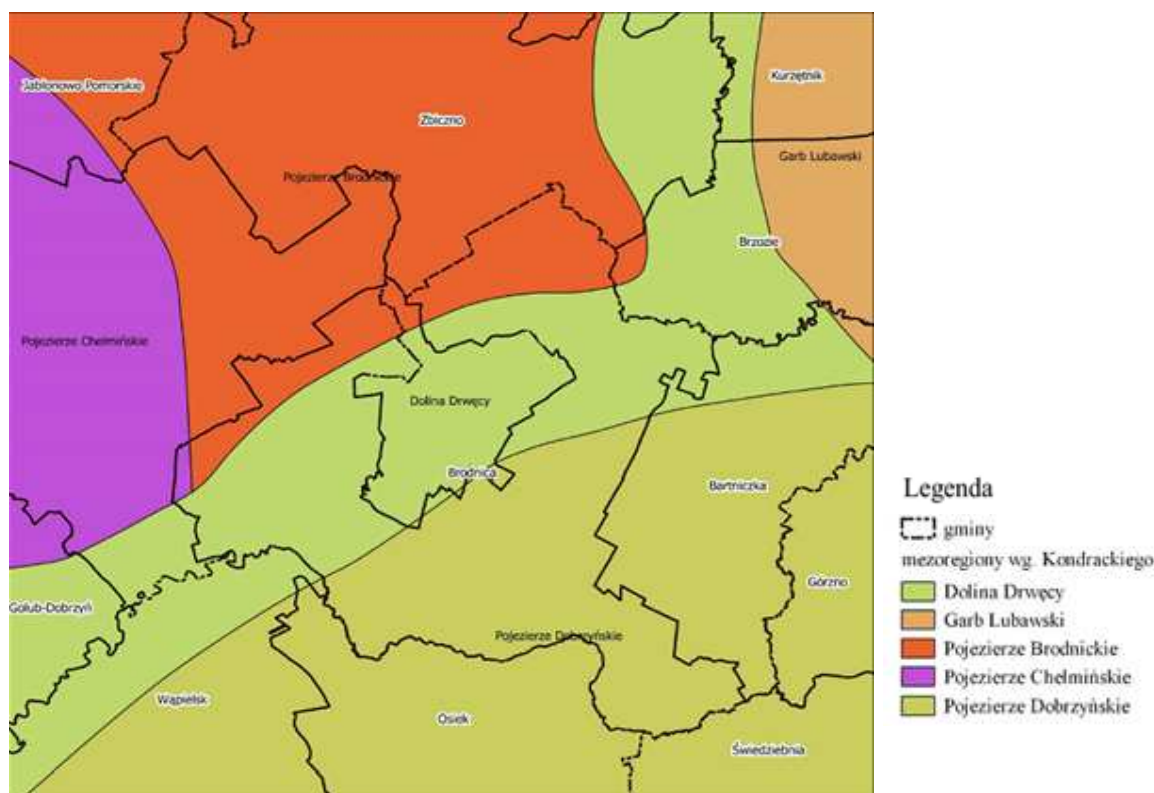 Kurzętnik
Jabłonowo Pomorskie
Zbiczno
Garb Lubawski
Pojezierze Brodnickie
Brzozie
Pojezierze Chełmińskie
Dolina Drwęcy
Brodnica
Bartniczka
Górzno
Golub-Dobrzyń
Pojezierze Dobrzyńskie
Wąpielsk
Osiek
Świedziebnia
Legenda
gminy
mezoregiony wg. Kondrackiego
Dolina Drwęcy
Garb Lubawski
Pojezierze Brodnickie
Pojezierze Chełmińskie
Pojezierze Dobrzyńskie